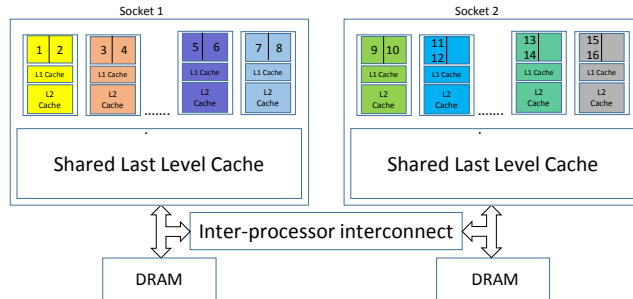 Socket 1
Socket 2
1 2
3 4
5 6
7 8
9 10
11
12
13
14
15
16
L1 Cache
L1 Cache
L1 Cache
L1 Cache
L1 Cache
L1 Cache
L1 Cache
L1 Cache
L2
Cache
L2
Cache
.......
L2
Cache
L2
Cache
L2
Cache
L2
Cache
.......
L2
Cache
L2
Cache
.
.
Shared Last Level Cache
Shared Last Level Cache
Inter-processor interconnect
DRAM
DRAM